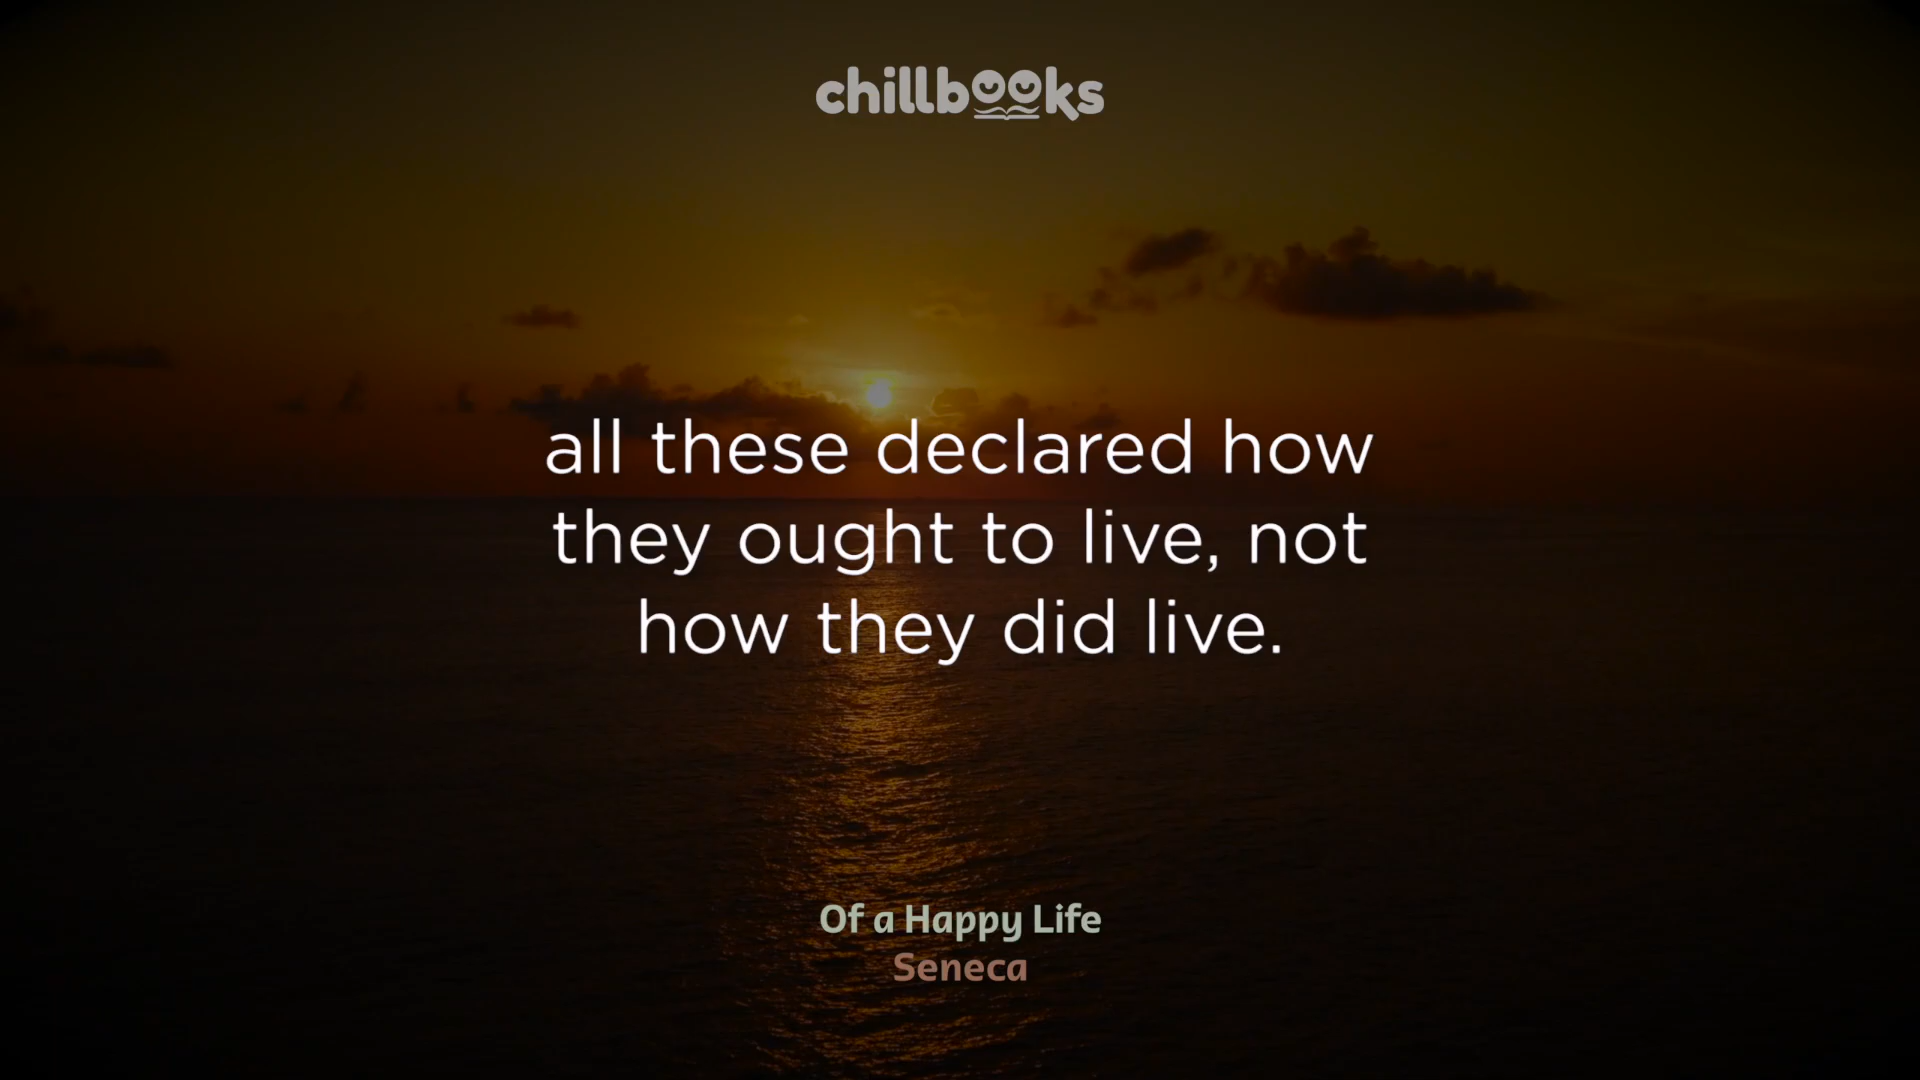 chillbooks
all these declared how
they ought to live, not
how they did live.
Of a Happy Life
Seneca